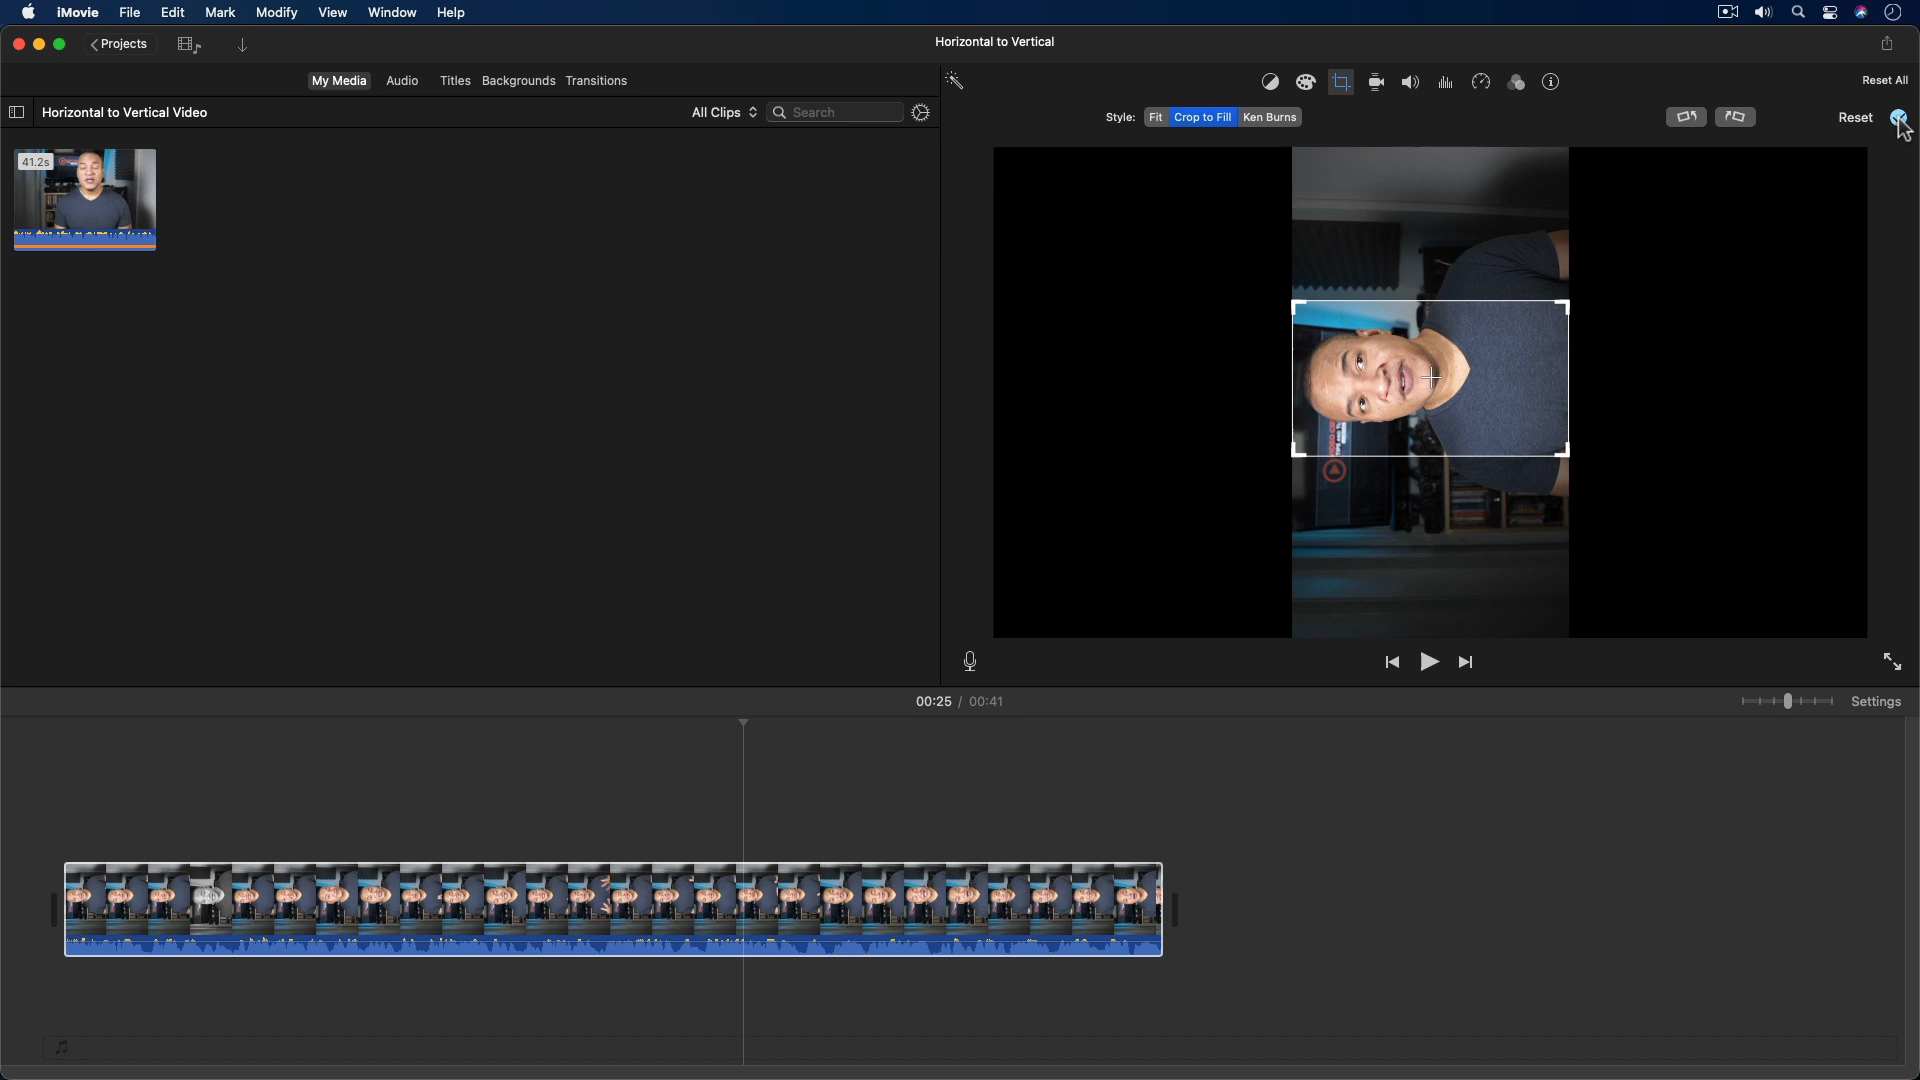 iMovie File Edit Mark Modify View Window Help
Projects
Horizontal to Vertical
My Media Audio Titles Backgrounds Transitions
Reset All
Horizontal to Vertical Video
All Clips
Search
Style: Fit Crop to Fill Ken Burns
Reset
41.2s
00:25 / 00:41
Settings